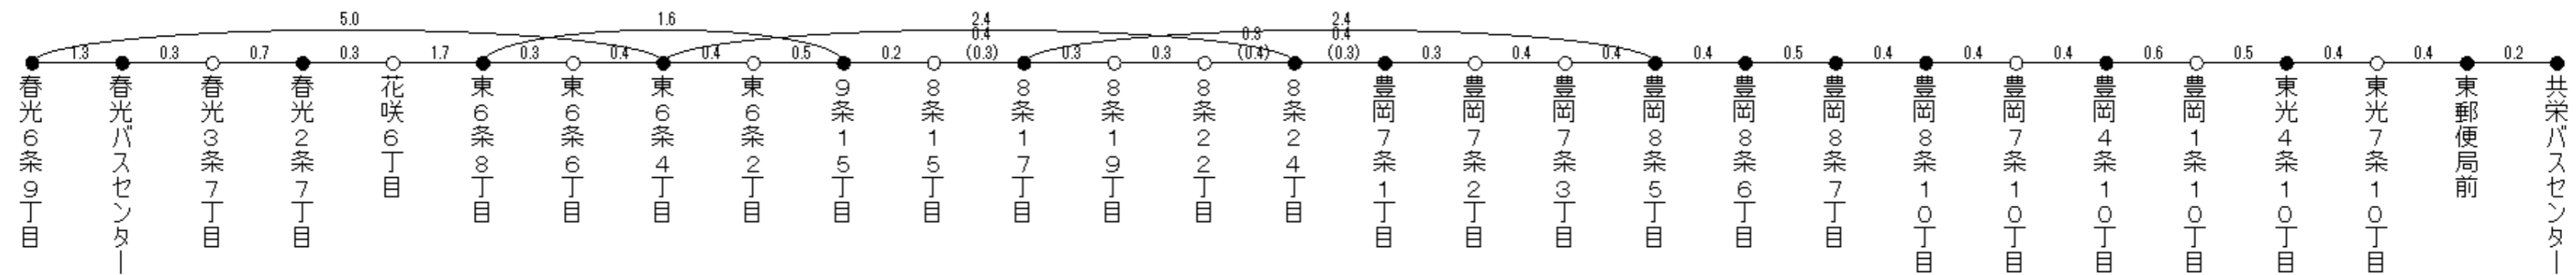 5.0
1.6
2.4
2.4
1.3
0.3
0.7
0.3
1.7
0.3
0.4
0.4
0.5
0.2
0.4
(0.3)
0.3
0.3
0.3
(0.4)
0.4
(0.3)
0.3
0.4
0.4
0.4
0.5
0.4
0.4
0.4
0.6
0.5
0.4
0.4
0.2
春光6条9丁目
春光バスセンター
春光3条7丁目
春光2条7丁目
花咲6丁目
東6条8丁目
東6条6丁目
東6条4丁目
東6条2丁目
9条15丁目
8条15丁目
8条17丁目
8条19丁目
8条22丁目
8条24丁目
豊岡7条1丁目
豊岡7条2丁目
豊岡7条3丁目
豊岡8条5丁目
豊岡8条6丁目
豊岡8条7丁目
豊岡8条10丁目
豊岡7条10丁目
豊岡4条10丁目
豊岡1条10丁目
東光4条10丁目
東光7条10丁目
東郵便局前
共栄バスセンター